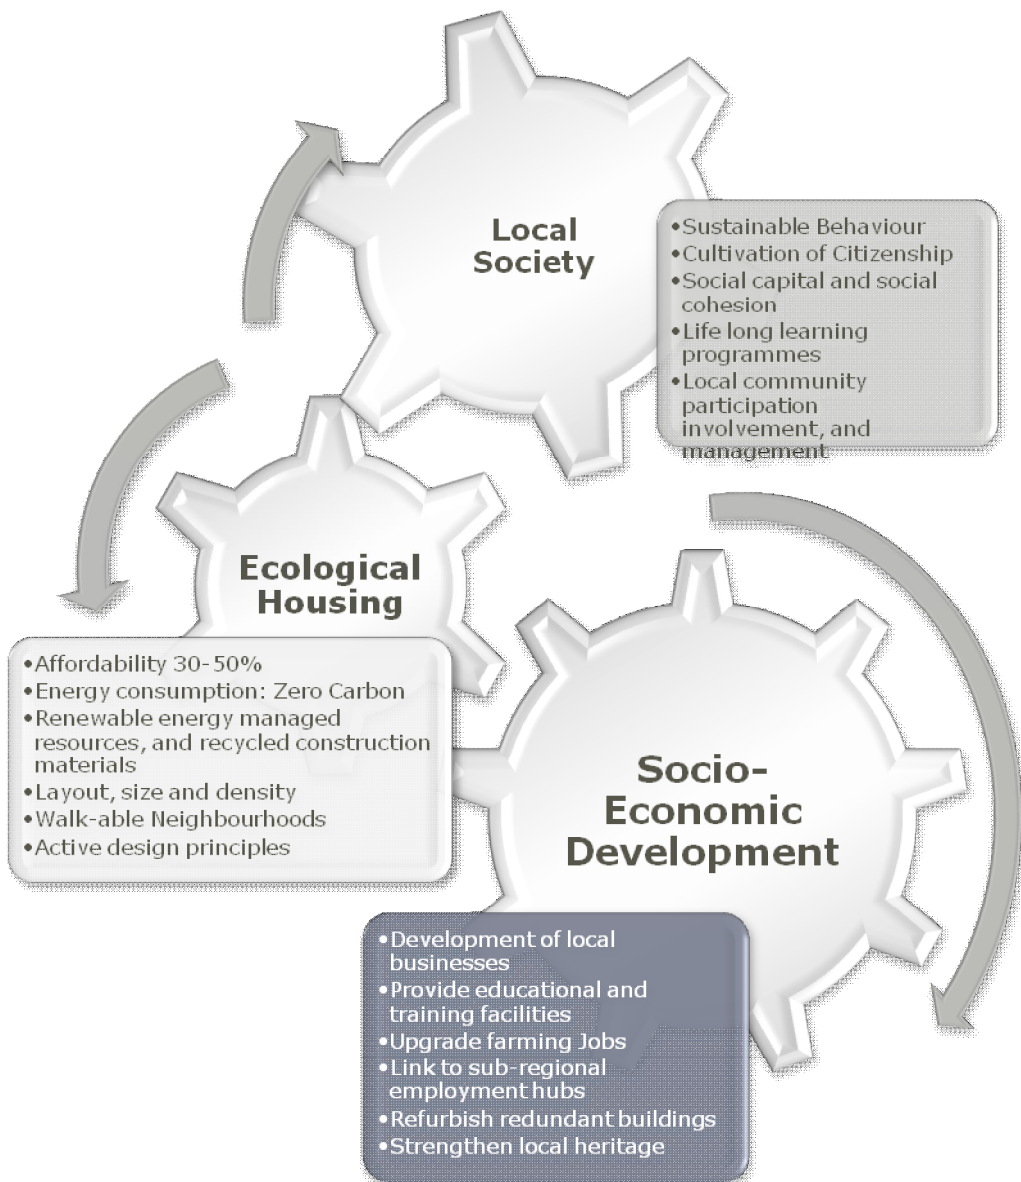 Local
Society
•Sustainable Behaviour
•Cultivation of Citizenship
•Social capital and social
cohesion
•Life long learning
programmes
•Local community
participation
involvement, and
management
Ecological
Housing
•Affordability 30-50%
•Energy consumption: Zero Carbon
•Renewable energy managed
resources, and recycled construction
materials
•Layout, size and density
•Walk-able Neighbourhoods
•Active design principles
Socio-
Economic
Development
•Development of local
businesses
•Provide educational and
training facilities
•Upgrade farming Jobs
•Link to sub-regional
employment hubs
•Refurbish redundant buildings
•Strengthen local heritage